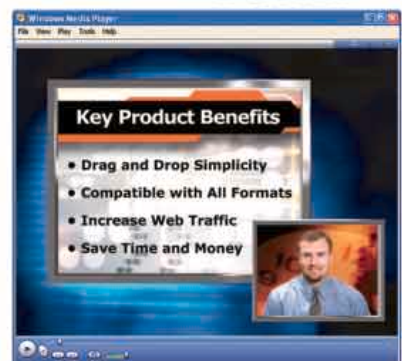 Windows Media Player
File View Play Tools Help
Key Product Benefits
• Drag and Drop Simplicity
• Compatible with All Formats
• Increase Web Traffic
• Save Time and Money